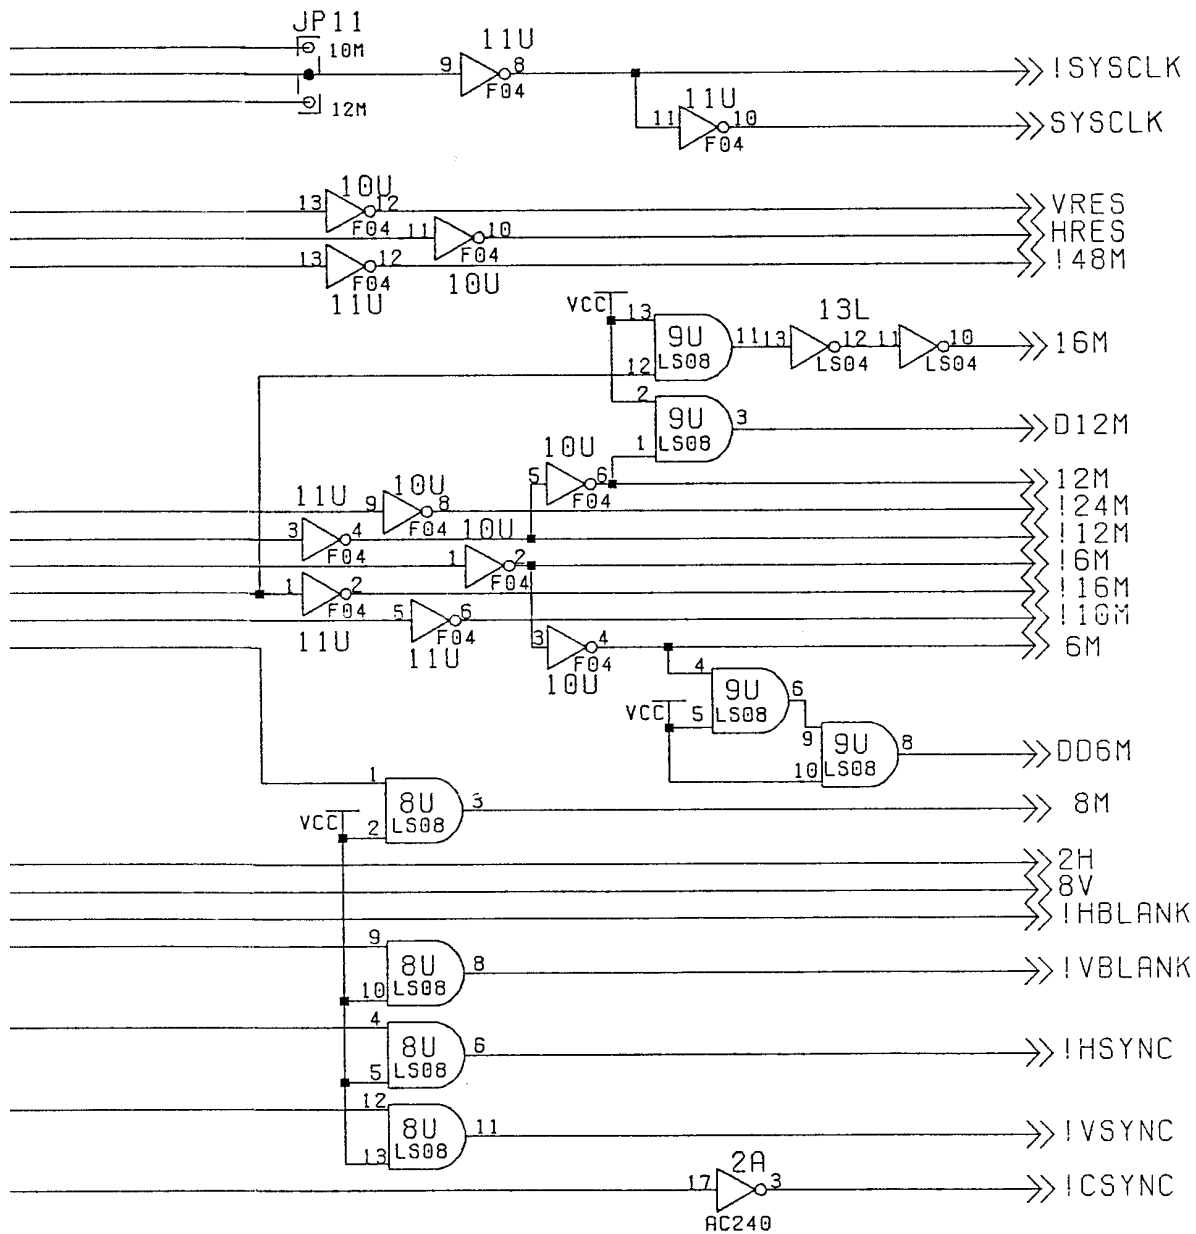 JP11
10M
11U
9
8
F04
!SYSCLK
12M
11U
11
10
F04
SYSCLK
10U
13
12
F04
VRES
11
10
F04
HRES
10U
13
12
F04
!48M
11U
VCC
13
9U
LS08
12
11
13L
13
12
LS04
11
10
LS04
16M
2
9U
LS08
1
3
D12M
10U
5
6
F04
12M
10U
9
8
F04
!24M
11U
3
4
F04
!12M
10U
1
2
F04
!6M
1
2
F04
!16M
11U
5
6
F04
!10M
11U
3
4
F04
6M
10U
4
9U
LS08
VCC
5
6
9
9U
LS08
10
8
DD6M
1
8U
LS08
VCC
2
3
8M
2H
8V
!HBLANK
9
8U
LS08
10
8
!VBLANK
4
8U
LS08
5
6
!HSYNC
12
8U
LS08
13
11
!VSYNC
2A
17
3
AC240
!CSYNC